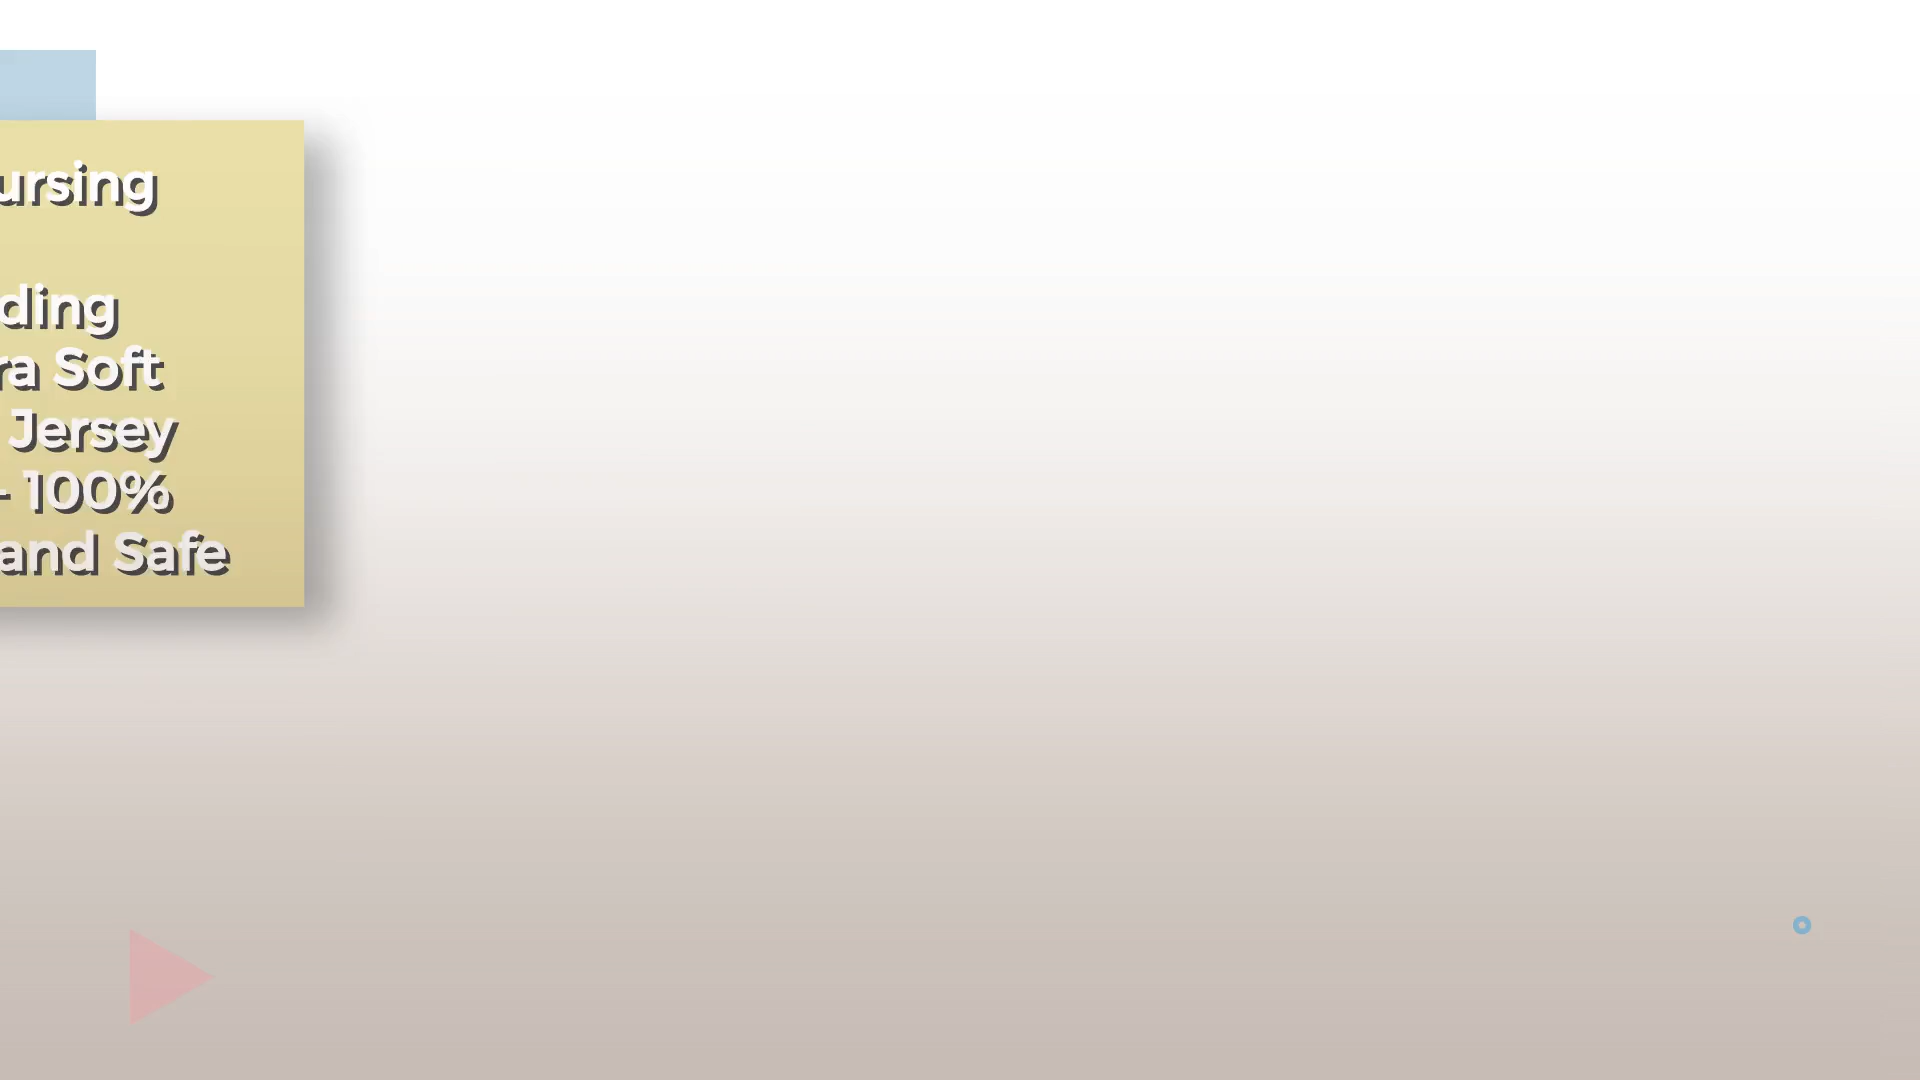 ursing
ding
ra Soft
Jersey
- 100%
and Safe